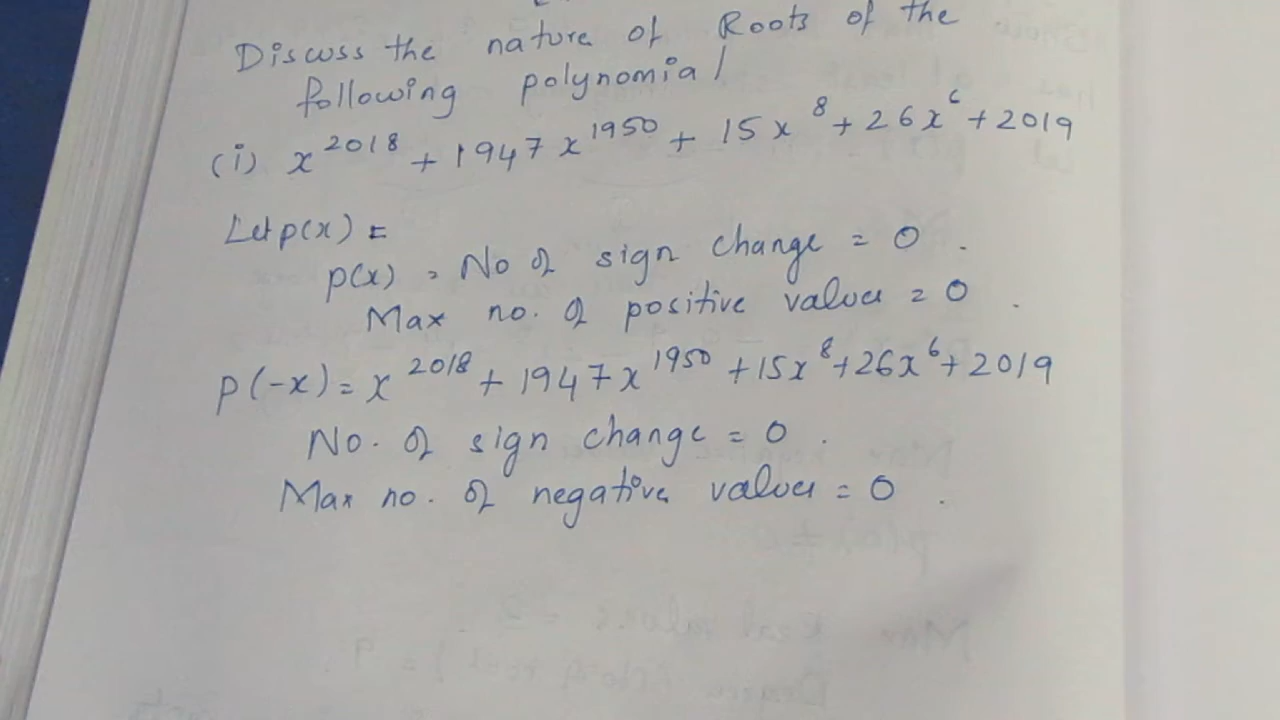 Discuss the nature of Roots of the
following polynomial
(i) x^2018 + 1947x^1950 + 15x^8 + 26x^6 + 2019
Let p(x) =
p(x) = No of sign change = 0.
Max no. of positive values = 0.
p(-x) = x^2018 + 1947x^1950 + 15x^8 + 26x^6 + 2019
No. of sign change = 0.
Max no. of negative values = 0.